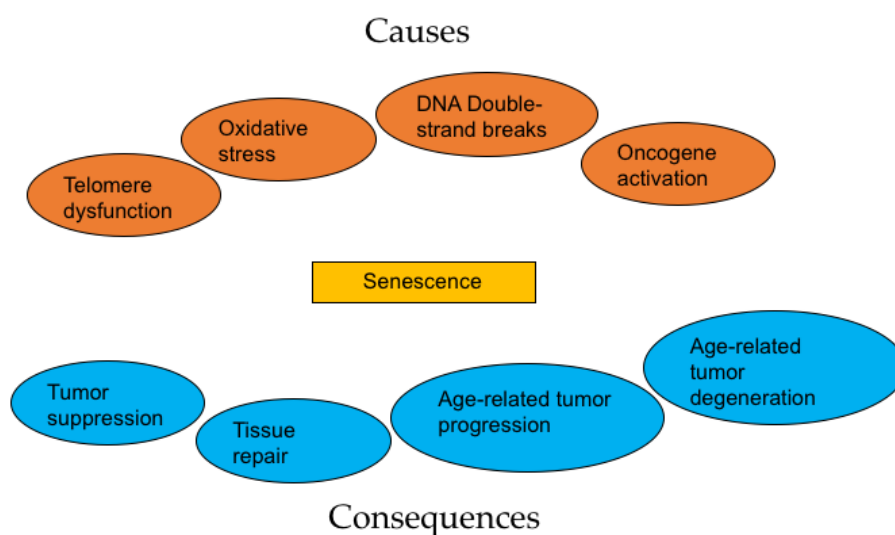 Causes
Telomere
dysfunction
Oxidative
stress
DNA Double-
strand breaks
Oncogene
activation
Senescence
Tumor
suppression
Tissue
repair
Age-related tumor
progression
Age-related
tumor
degeneration
Consequences